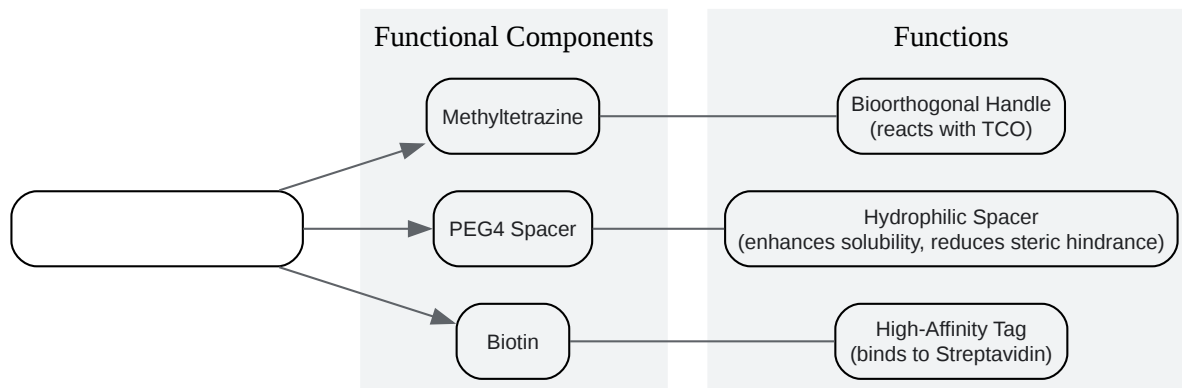 Functional Components
Functions
Methyltetrazine
Bioorthogonal Handle
(reacts with TCO)
PEG4 Spacer
Hydrophilic Spacer
(enhances solubility, reduces steric hindrance)
Biotin
High-Affinity Tag
(binds to Streptavidin)